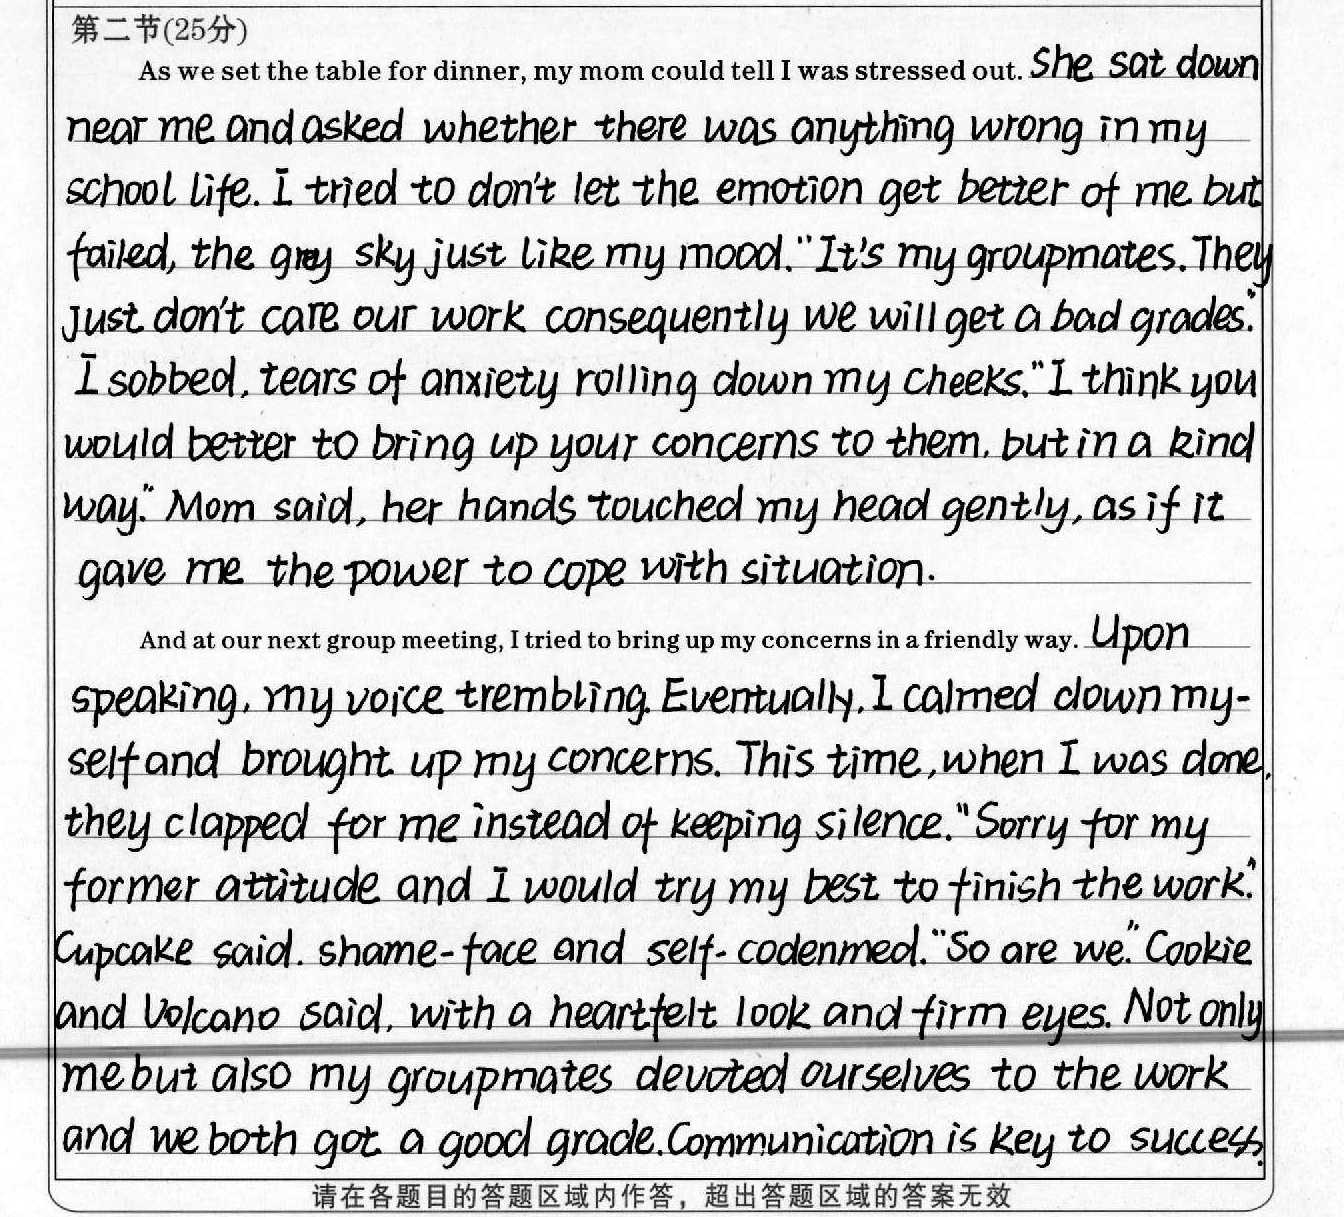 第二节(25分)
As we set the table for dinner, my mom could tell I was stressed out. She sat down
near me and asked whether there was anything wrong in my
school life. I tried to don't let the emotion get better of me but
failed, the grey sky just like my mood. "It's my groupmates. They
just don't care our work consequently we will get a bad grades."
I sobbed, tears of anxiety rolling down my cheeks. "I think you
would better to bring up your concerns to them, but in a kind
way." Mom said, her hands touched my head gently, as if it
gave me the power to cope with situation.
And at our next group meeting, I tried to bring up my concerns in a friendly way. Upon
speaking, my voice trembling. Eventually, I calmed down my-
self and brought up my concerns. This time, when I was done,
they clapped for me instead of keeping silence. "Sorry for my
former attitude and I would try my best to finish the work."
Cupcake said. shame-face and self-codenmed. "So are we." Cookie
and Volcano said, with a heartfelt look and firm eyes. Not only
me but also my groupmates devoted ourselves to the work
and we both got a good grade. Communication is key to success.
请在各题目的答题区域内作答，超出答题区域的答案无效